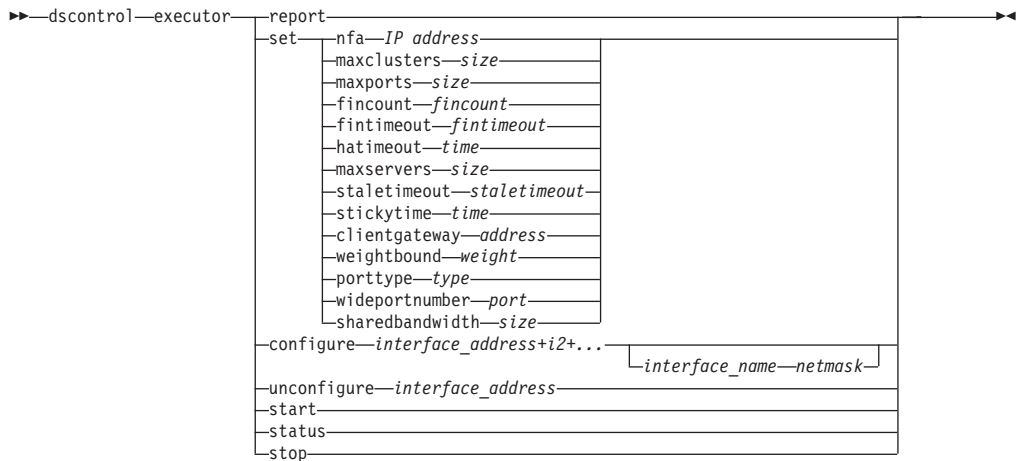 dscontrol executor report
set nfa IP address
maxclusters size
maxports size
fincount fincount
fintimeout fintimeout
hatimeout time
maxservers size
staletimeout staletimeout
stickytime time
clientgateway address
weightbound weight
porttype type
wideportnumber port
sharedbandwidth size
configure interface_address+i2+...
interface_name netmask
unconfigure interface_address
start
status
stop